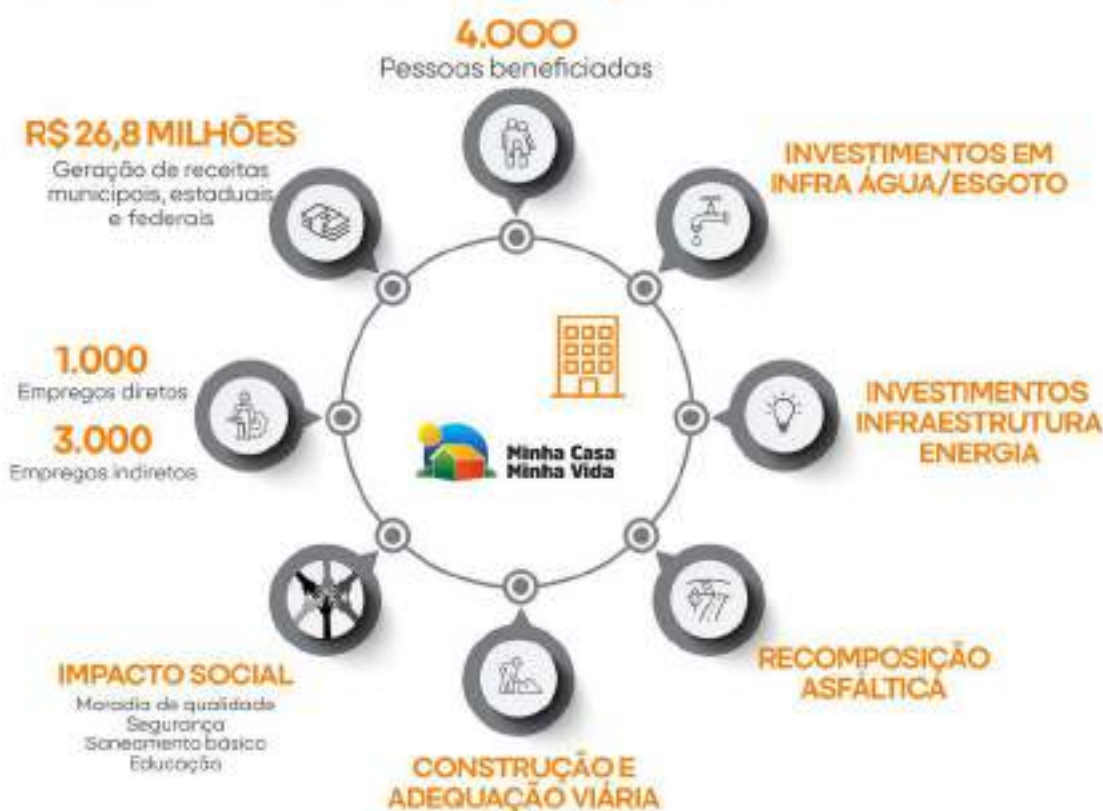 4.000
Pessoas beneficiadas
R$ 26,8 MILHÕES
Geração de receitas
municipais, estaduais
e federais
INVESTIMENTOS EM
INFRA ÁGUA/ESGOTO
1.000
Empregos diretos
3.000
Empregos indiretos
Minha Casa
Minha Vida
INVESTIMENTOS
INFRAESTRUTURA
ENERGIA
IMPACTO SOCIAL
Moradia de qualidade
Segurança
Saneamento básico
Educação
RECOMPOSIÇÃO
ASFÁLTICA
CONSTRUÇÃO E
ADEQUAÇÃO VIÁRIA